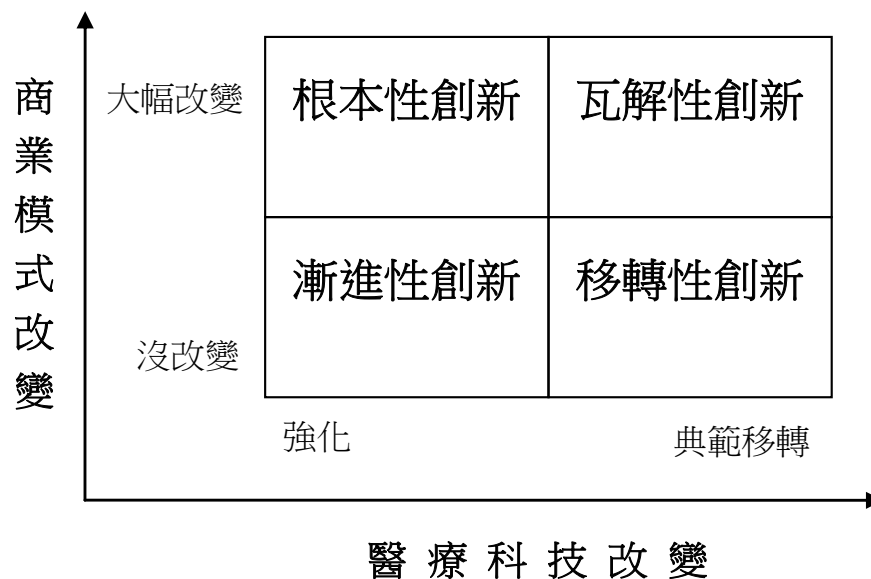 商業模式改變
大幅改變
根本性創新
瓦解性創新
漸進性創新
移轉性創新
沒改變
強化
典範移轉
醫療科技改變